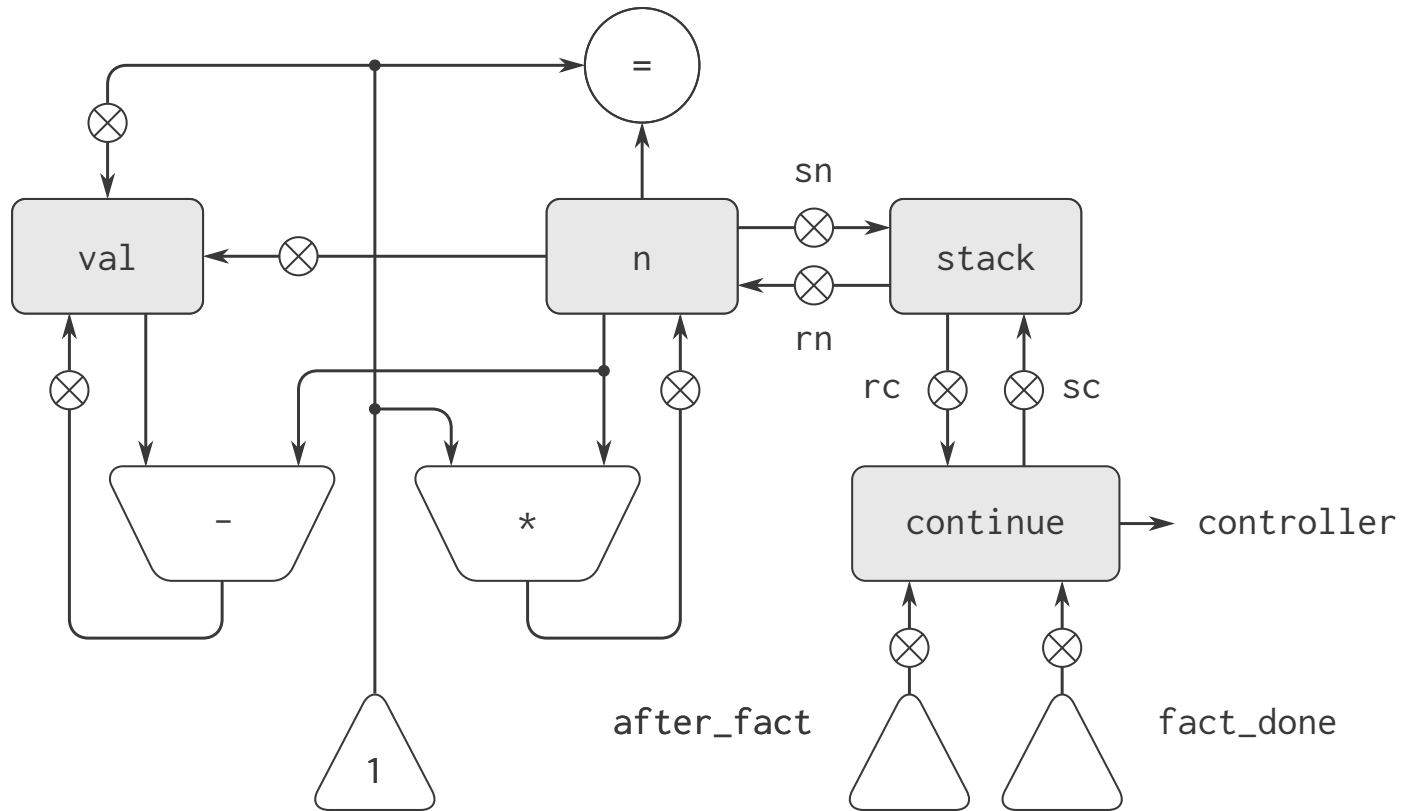 =
sn
val
n
stack
rn
rc
sc
-
*
continue
controller
after_fact
fact_done
1